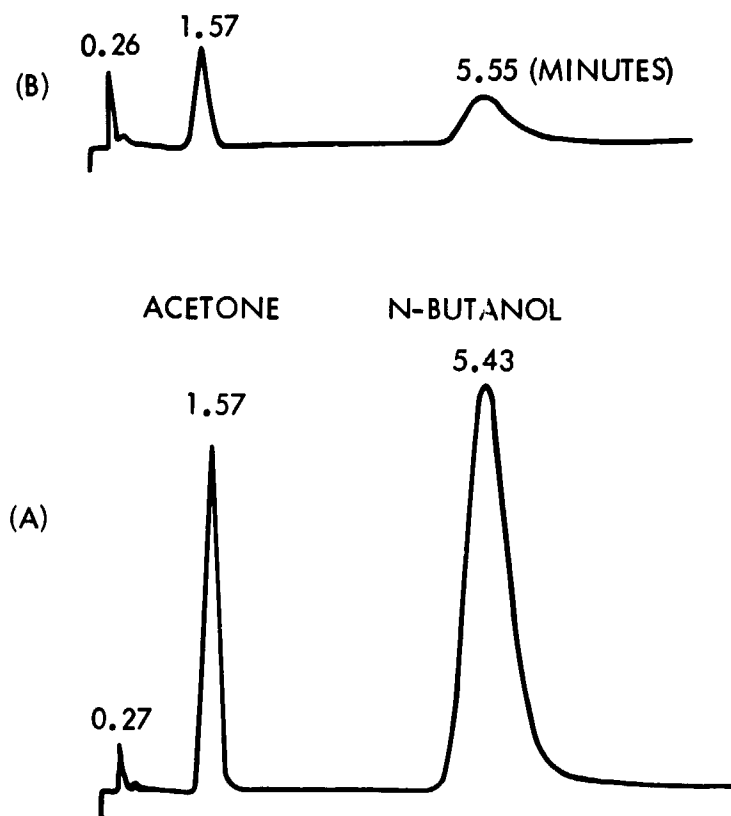 0.26
1.57
(B)
5.55 (MINUTES)
ACETONE
N-BUTANOL
5.43
1.57
(A)
0.27